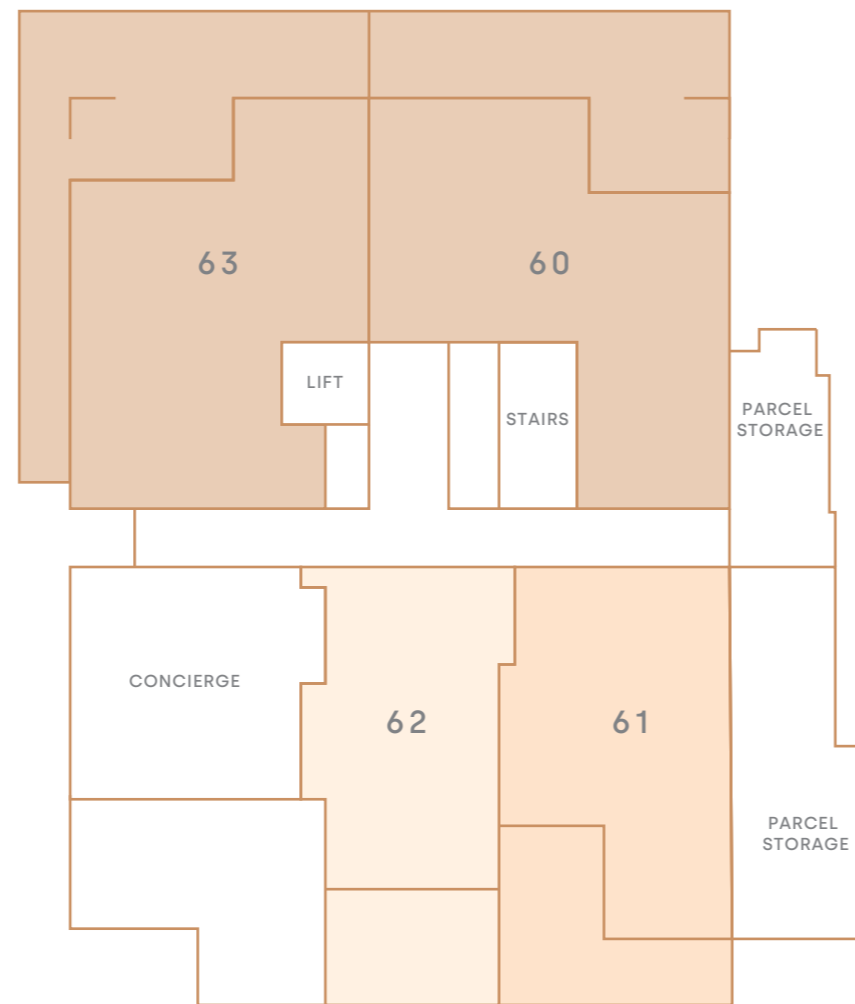 63
60
LIFT
STAIRS
PARCEL
STORAGE
CONCIERGE
62
61
PARCEL
STORAGE